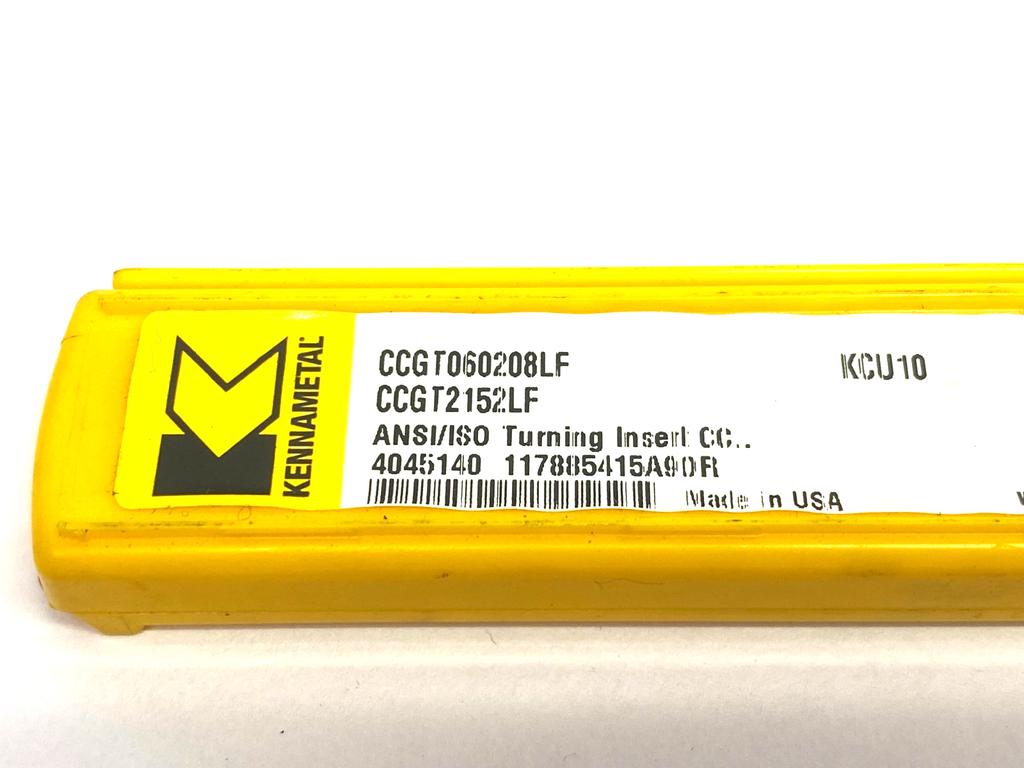 KENNAMETAL
CCGT060208LF KCU10
CCGT2152LF
ANSI/ISO Turning Insert CC..
4045140 117885415A90R
Made in USA